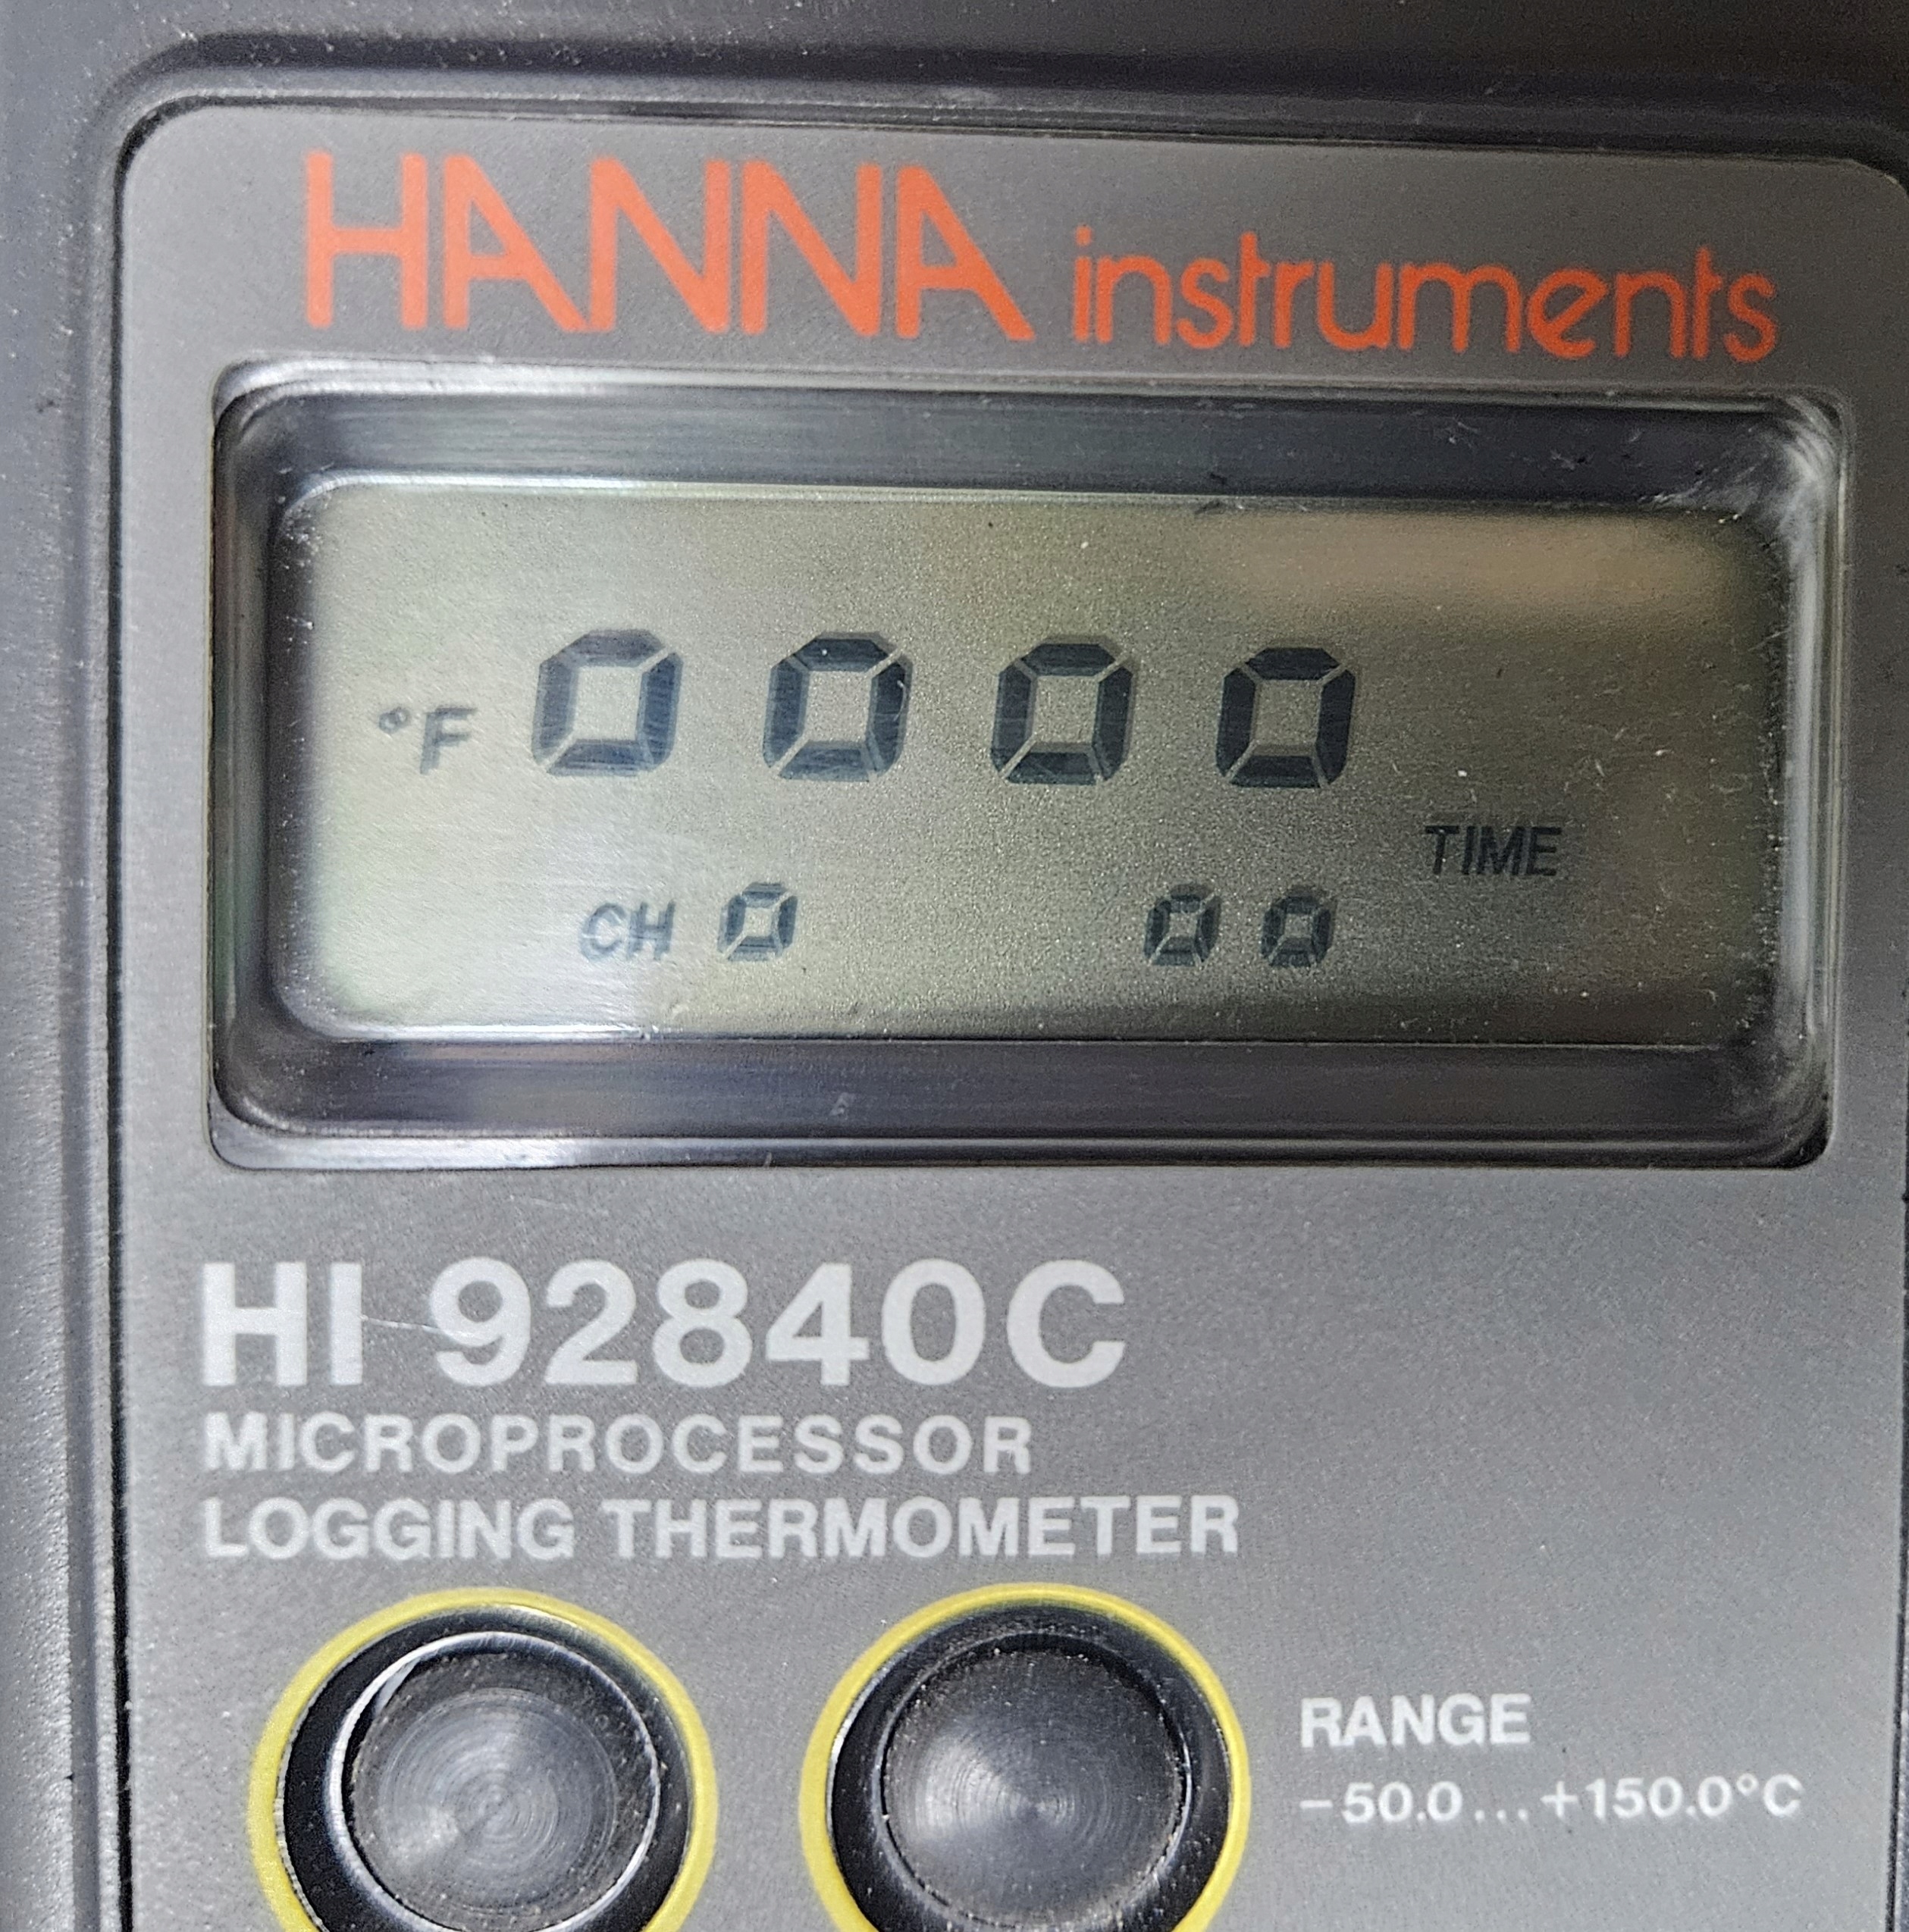 HANNA instruments
°F 0000
TIME
CH 0 00
HI 92840C
MICROPROCESSOR
LOGGING THERMOMETER
RANGE
-50.0...+150.0°C